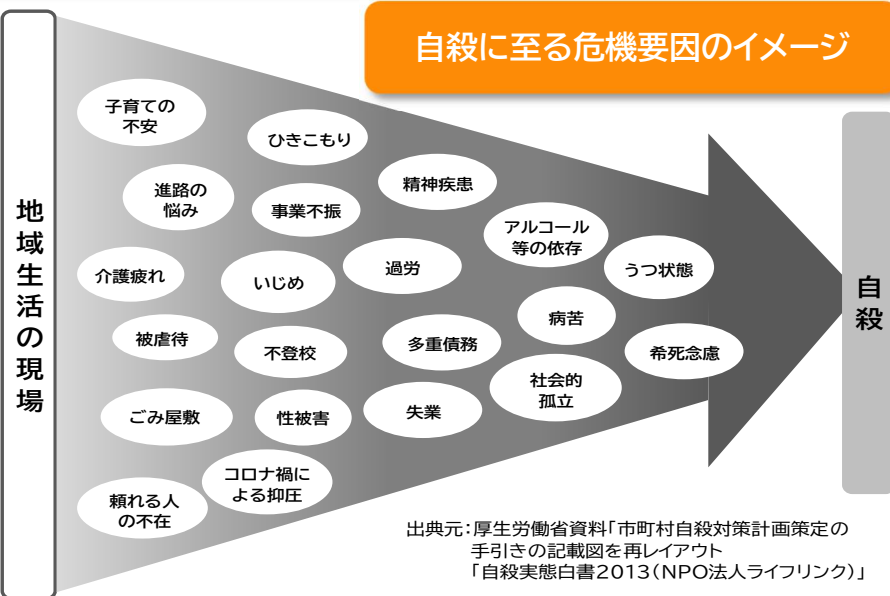 自殺に至る危機要因のイメージ
地域生活の現場
子育ての
不安
ひきこもり
進路の
悩み
事業不振
精神疾患
アルコール
等の依存
介護疲れ
いじめ
過労
うつ状態
被虐待
不登校
多重債務
病苦
希死念慮
ごみ屋敷
性被害
失業
社会的
孤立
頼れる人
の不在
コロナ禍に
よる抑圧
自殺
出典元：厚生労働省資料「市町村自殺対策計画策定の
手引きの記載図を再レイアウト
「自殺実態白書2013（NPO法人ライフリンク）」